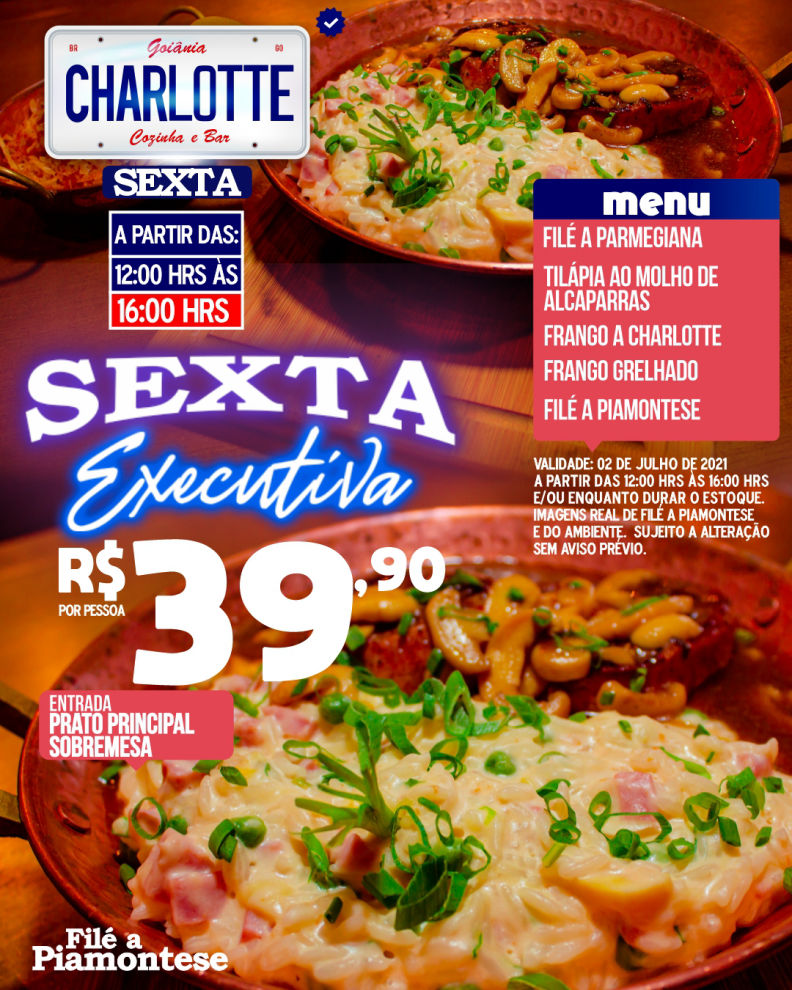 BR Goiânia GO
CHARLOTTE
Cozinha e Bar
SEXTA
A PARTIR DAS:
12:00 HRS ÀS
16:00 HRS
menu
FILÉ A PARMEGIANA
TILÁPIA AO MOLHO DE
ALCAPARRAS
FRANGO A CHARLOTTE
FRANGO GRELHADO
FILÉ A PIAMONTESE
SEXTA
Executiva
VALIDADE: 02 DE JULHO DE 2021
A PARTIR DAS 12:00 HRS ÀS 16:00 HRS
E/OU ENQUANTO DURAR O ESTOQUE.
IMAGENS REAL DE FILÉ A PIAMONTESE
E DO AMBIENTE. SUJEITO A ALTERAÇÃO
SEM AVISO PRÉVIO.
R$ 39,90
POR PESSOA
ENTRADA
PRATO PRINCIPAL
SOBREMESA
Filé a
Piamontese